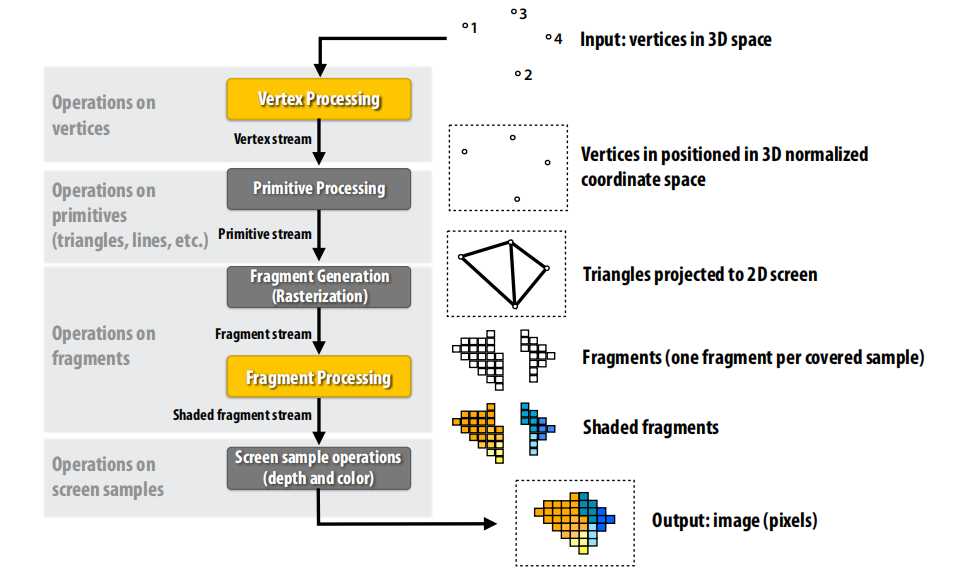 1
3
4
2
Input: vertices in 3D space
Operations on
vertices
Vertex Processing
Vertex stream
Vertices in positioned in 3D normalized
coordinate space
Operations on
primitives
(triangles, lines, etc.)
Primitive Processing
Primitive stream
Triangles projected to 2D screen
Operations on
fragments
Fragment Generation
(Rasterization)
Fragment stream
Fragments (one fragment per covered sample)
Fragment Processing
Shaded fragment stream
Shaded fragments
Operations on
screen samples
Screen sample operations
(depth and color)
Output: image (pixels)